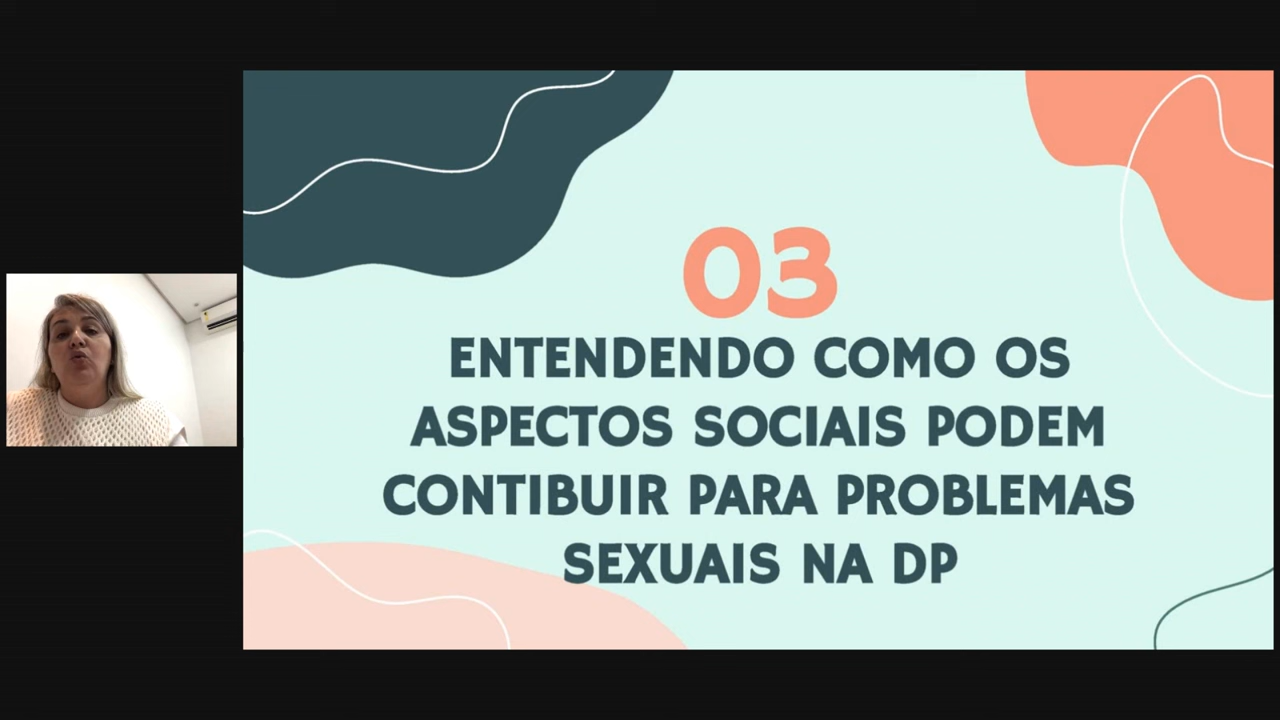 03
ENTENDENDO COMO OS
ASPECTOS SOCIAIS PODEM
CONTIBUIR PARA PROBLEMAS
SEXUAIS NA DP